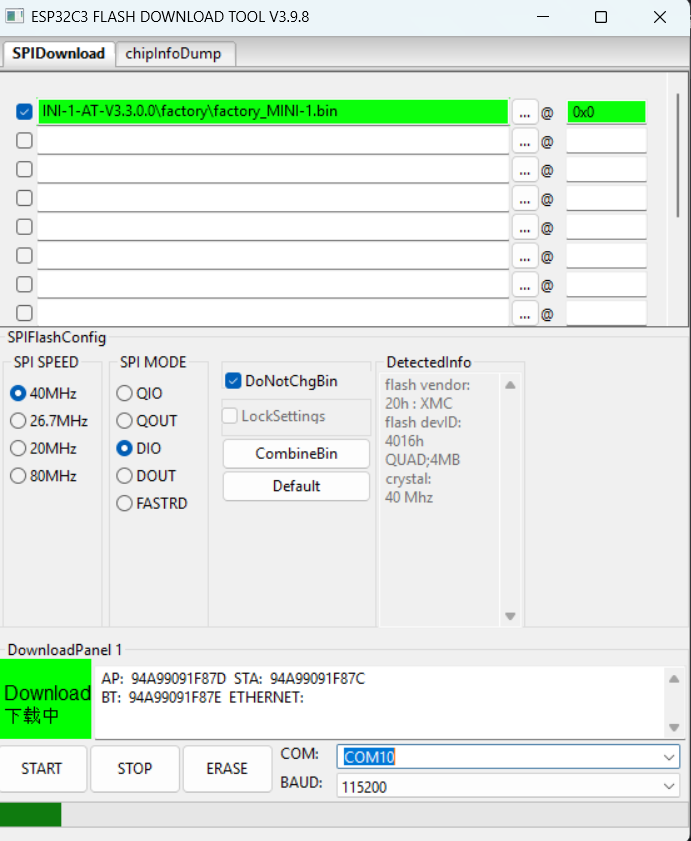 ESP32C3 FLASH DOWNLOAD TOOL V3.9.8
SPIDownload chipInfoDump
INI-1-AT-V3.3.0.0\factory\factory_MINI-1.bin ... @ 0x0
... @
... @
... @
... @
... @
... @
... @
SPIFlashConfig
SPI SPEED
40MHz
26.7MHz
20MHz
80MHz
SPI MODE
QIO
QOUT
DIO
DOUT
FASTRD
DoNotChgBin
LockSettings
CombineBin
Default
DetectedInfo
flash vendor:
20h : XMC
flash devID:
4016h
QUAD;4MB
crystal:
40 Mhz
DownloadPanel 1
Download
下载中
AP: 94A99091F87D STA: 94A99091F87C
BT: 94A99091F87E ETHERNET:
START STOP ERASE
COM: COM10
BAUD: 115200